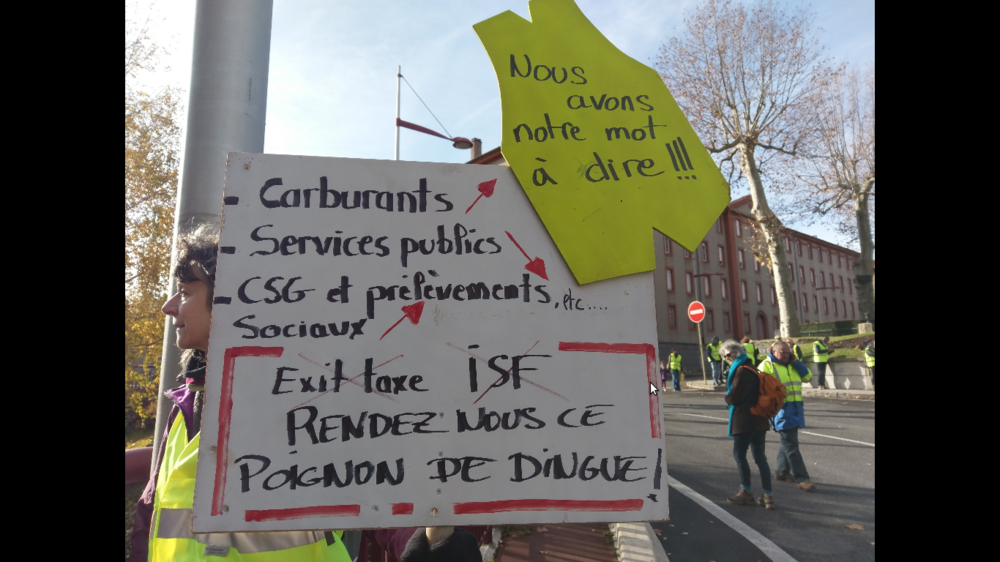 Nous
avons
notre mot
à dire !!!
- Carburants
- Services publics
- CSG et prélèvements, etc....
Sociaux
Exit taxe ISF
RENDEZ NOUS CE
POIGNON DE DINGUE!